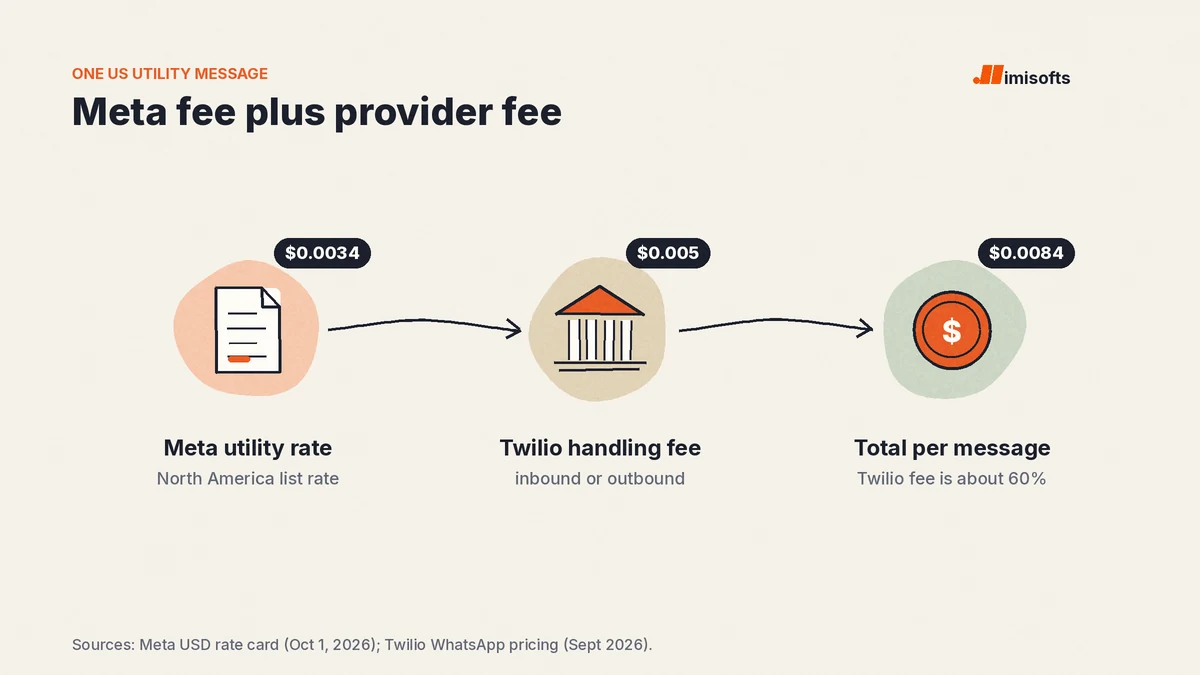 ONE US UTILITY MESSAGE
imisofts
Meta fee plus provider fee
$0.0034
$0.005
$0.0084
$
Meta utility rate
Twilio handling fee
Total per message
North America list rate
inbound or outbound
Twilio fee is about 60%
Sources: Meta USD rate card (Oct 1, 2026); Twilio WhatsApp pricing (Sept 2026).